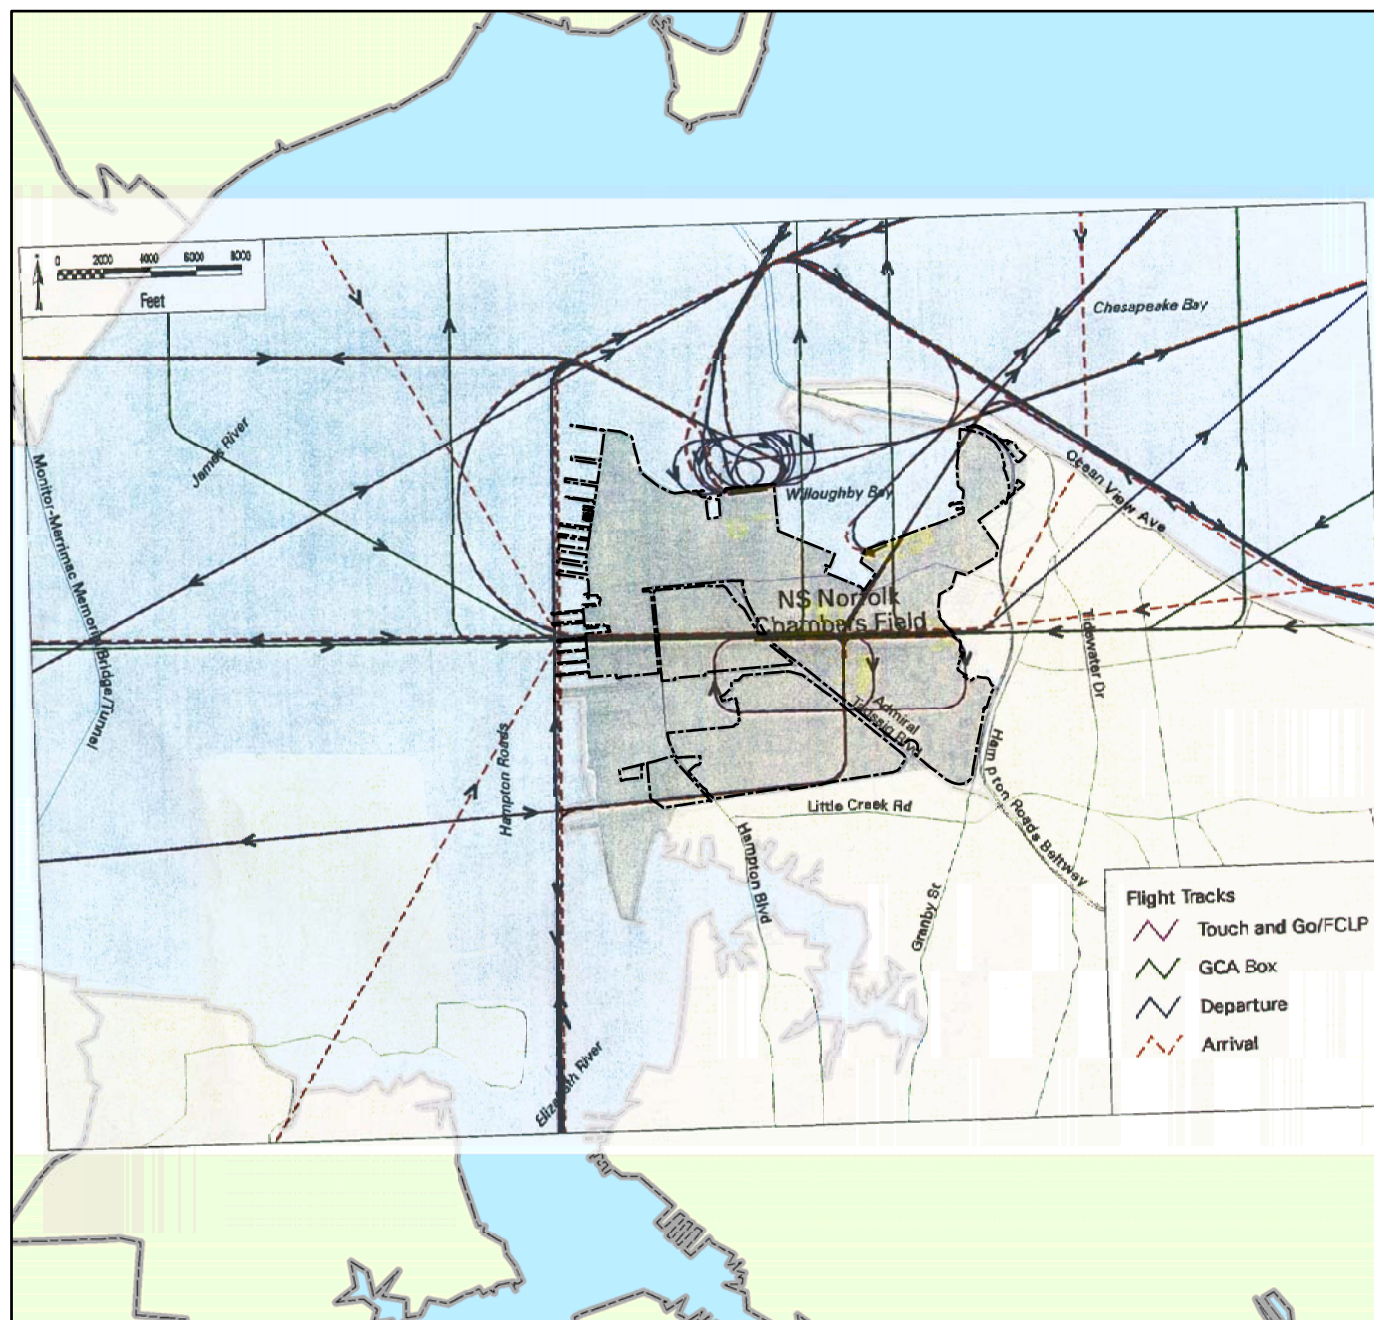 0 2000 4000 6000 8000
Feet
Chesapeake Bay
James River
Monitor-Merrimac Memorial Bridge/Tunnel
Willoughby Bay
Ocean View Ave
NS Norfolk
Chambers Field
Tidewater Dr
Admiral
Taussig Blvd
Hampton Roads
Hampton Roads Beltway
Little Creek Rd
Hampton Blvd
Granby St
Elizabeth River
Flight Tracks
Touch and Go/FCLP
GCA Box
Departure
Arrival